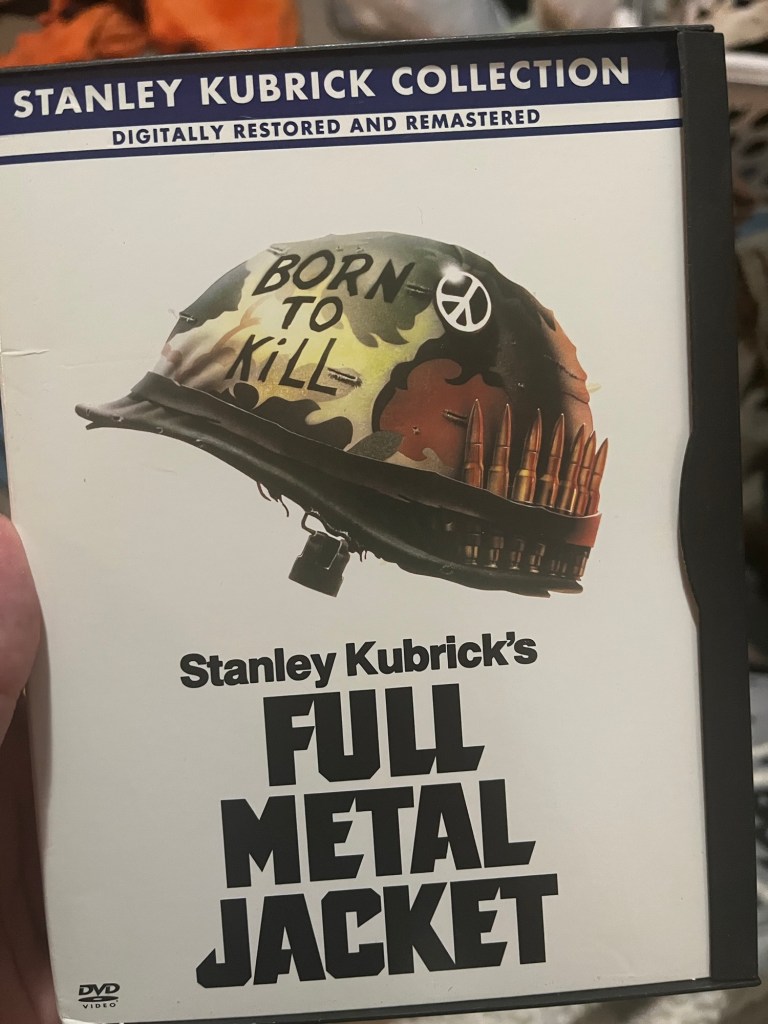 STANLEY KUBRICK COLLECTION
DIGITALLY RESTORED AND REMASTERED
BORN
TO
KiLL
Stanley Kubrick's
FULL
METAL
JACKET
DVD
VIDEO